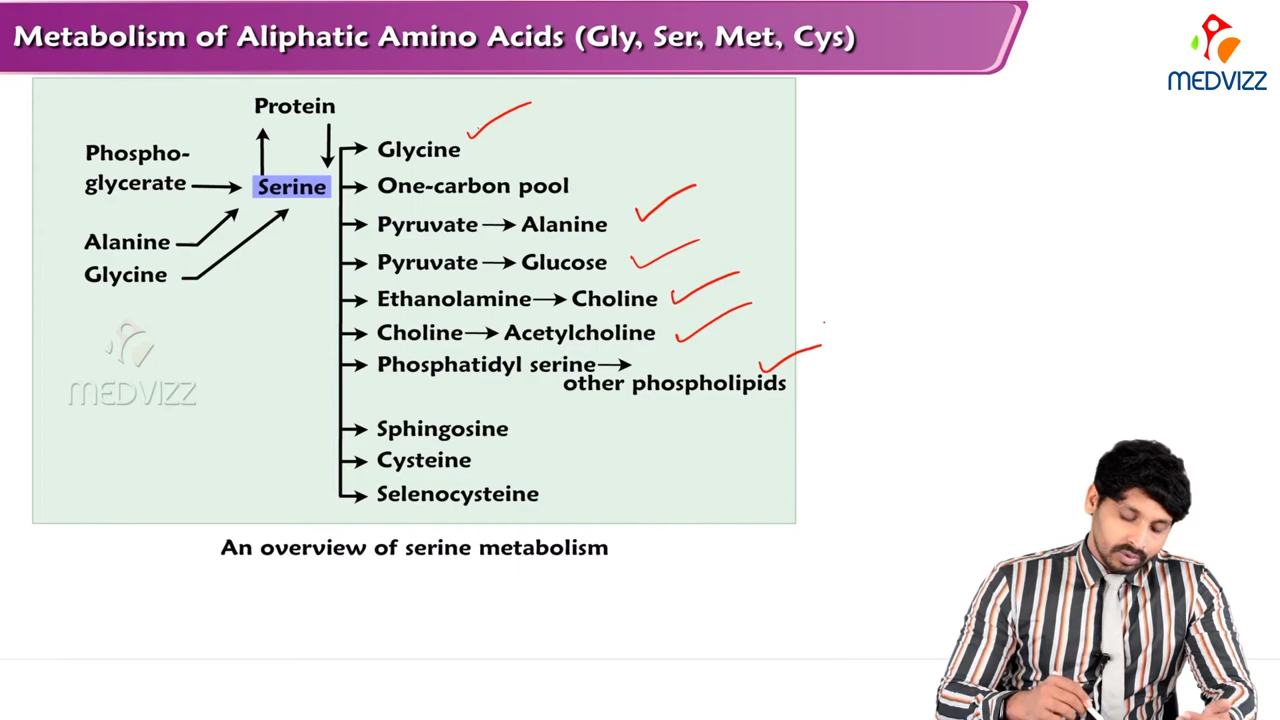 Metabolism of Aliphatic Amino Acids (Gly, Ser, Met, Cys)
MEDVIZZ
Protein
Phospho-
glycerate
Serine
Alanine
Glycine
Glycine
One-carbon pool
Pyruvate → Alanine
Pyruvate → Glucose
Ethanolamine → Choline
Choline → Acetylcholine
Phosphatidyl serine →
other phospholipids
Sphingosine
Cysteine
Selenocysteine
MEDVIZZ
An overview of serine metabolism